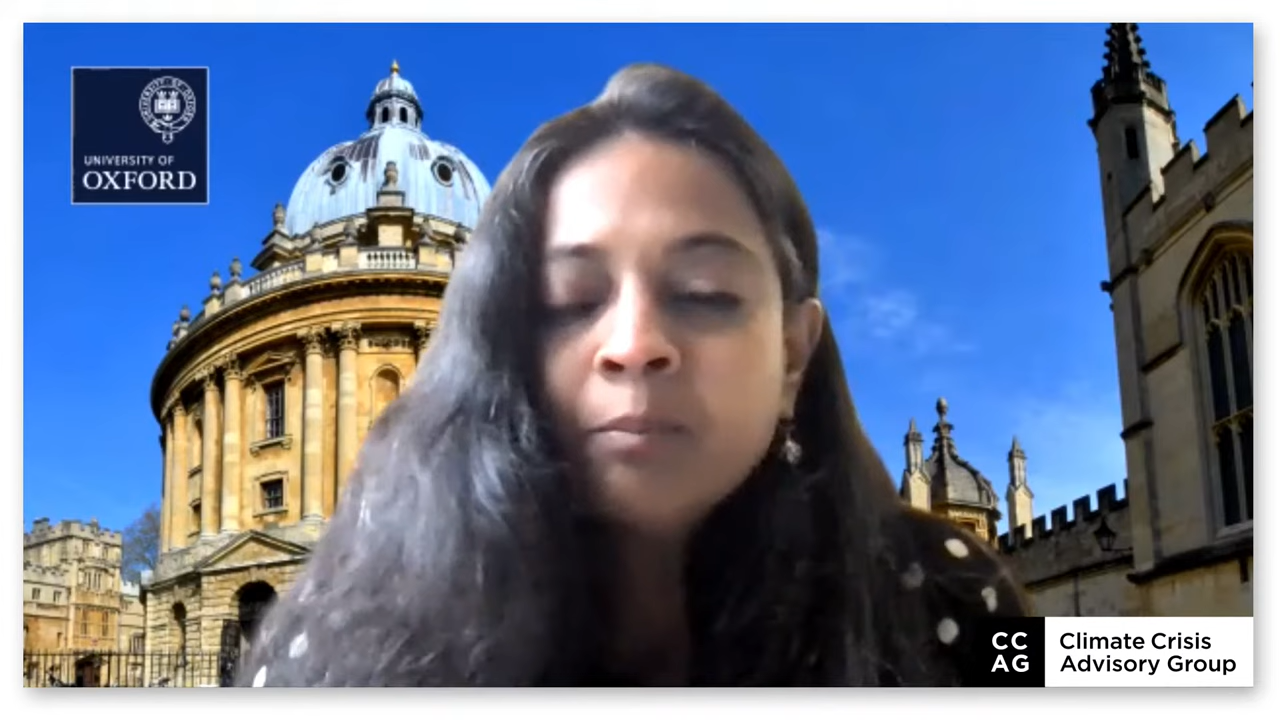 UNIVERSITY OF
OXFORD
CC
AG
Climate Crisis
Advisory Group